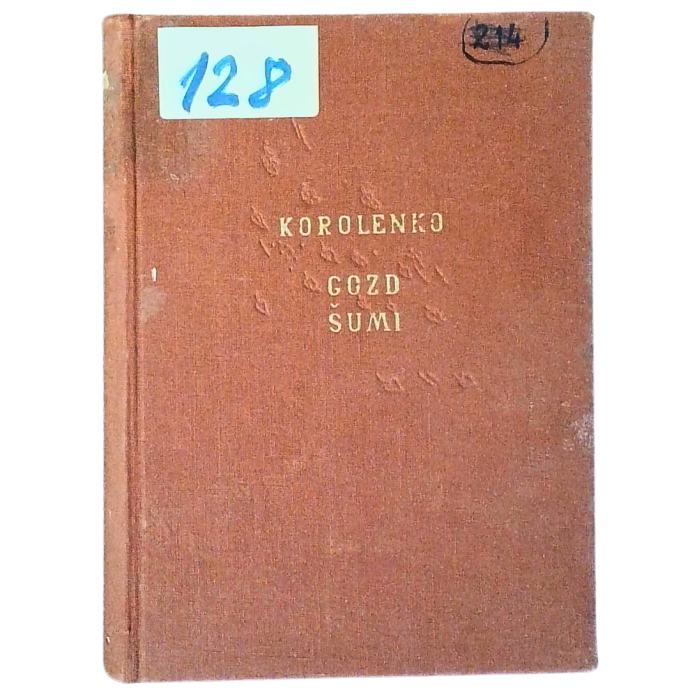 128
214
KOROLENKO
GOZD
ŠUMI